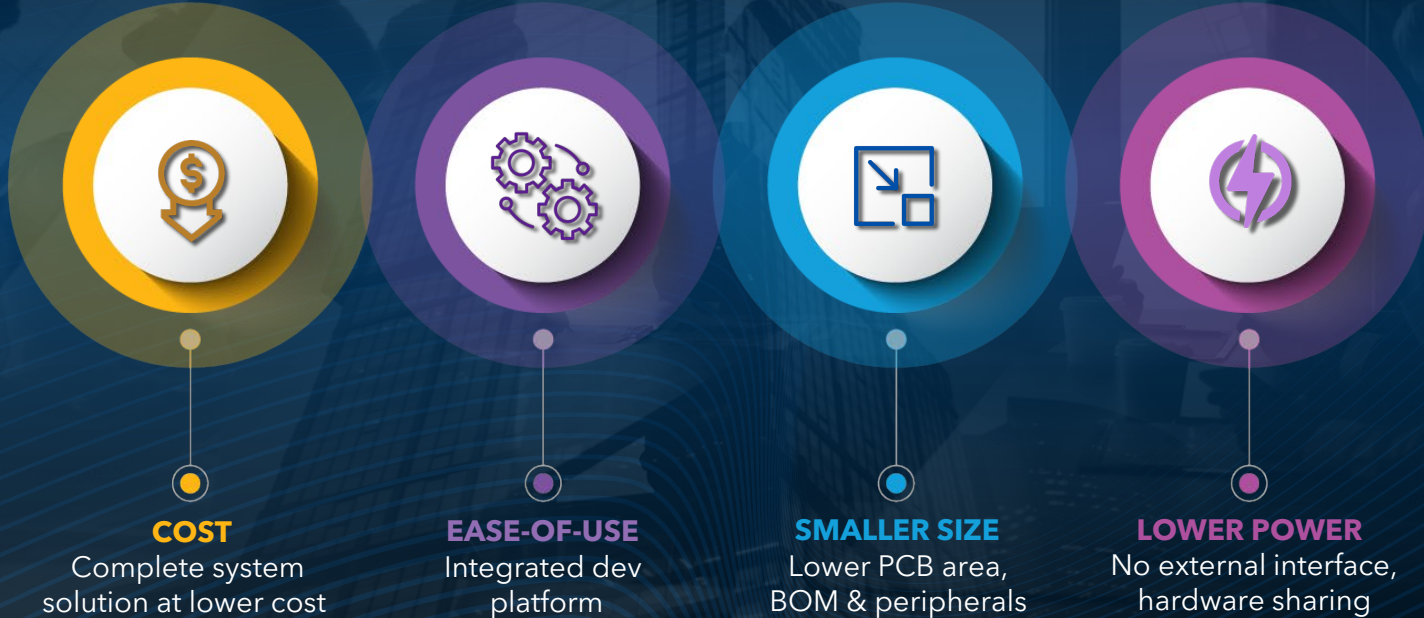 $
COST
Complete system
solution at lower cost
EASE-OF-USE
Integrated dev
platform
SMALLER SIZE
Lower PCB area,
BOM & peripherals
LOWER POWER
No external interface,
hardware sharing